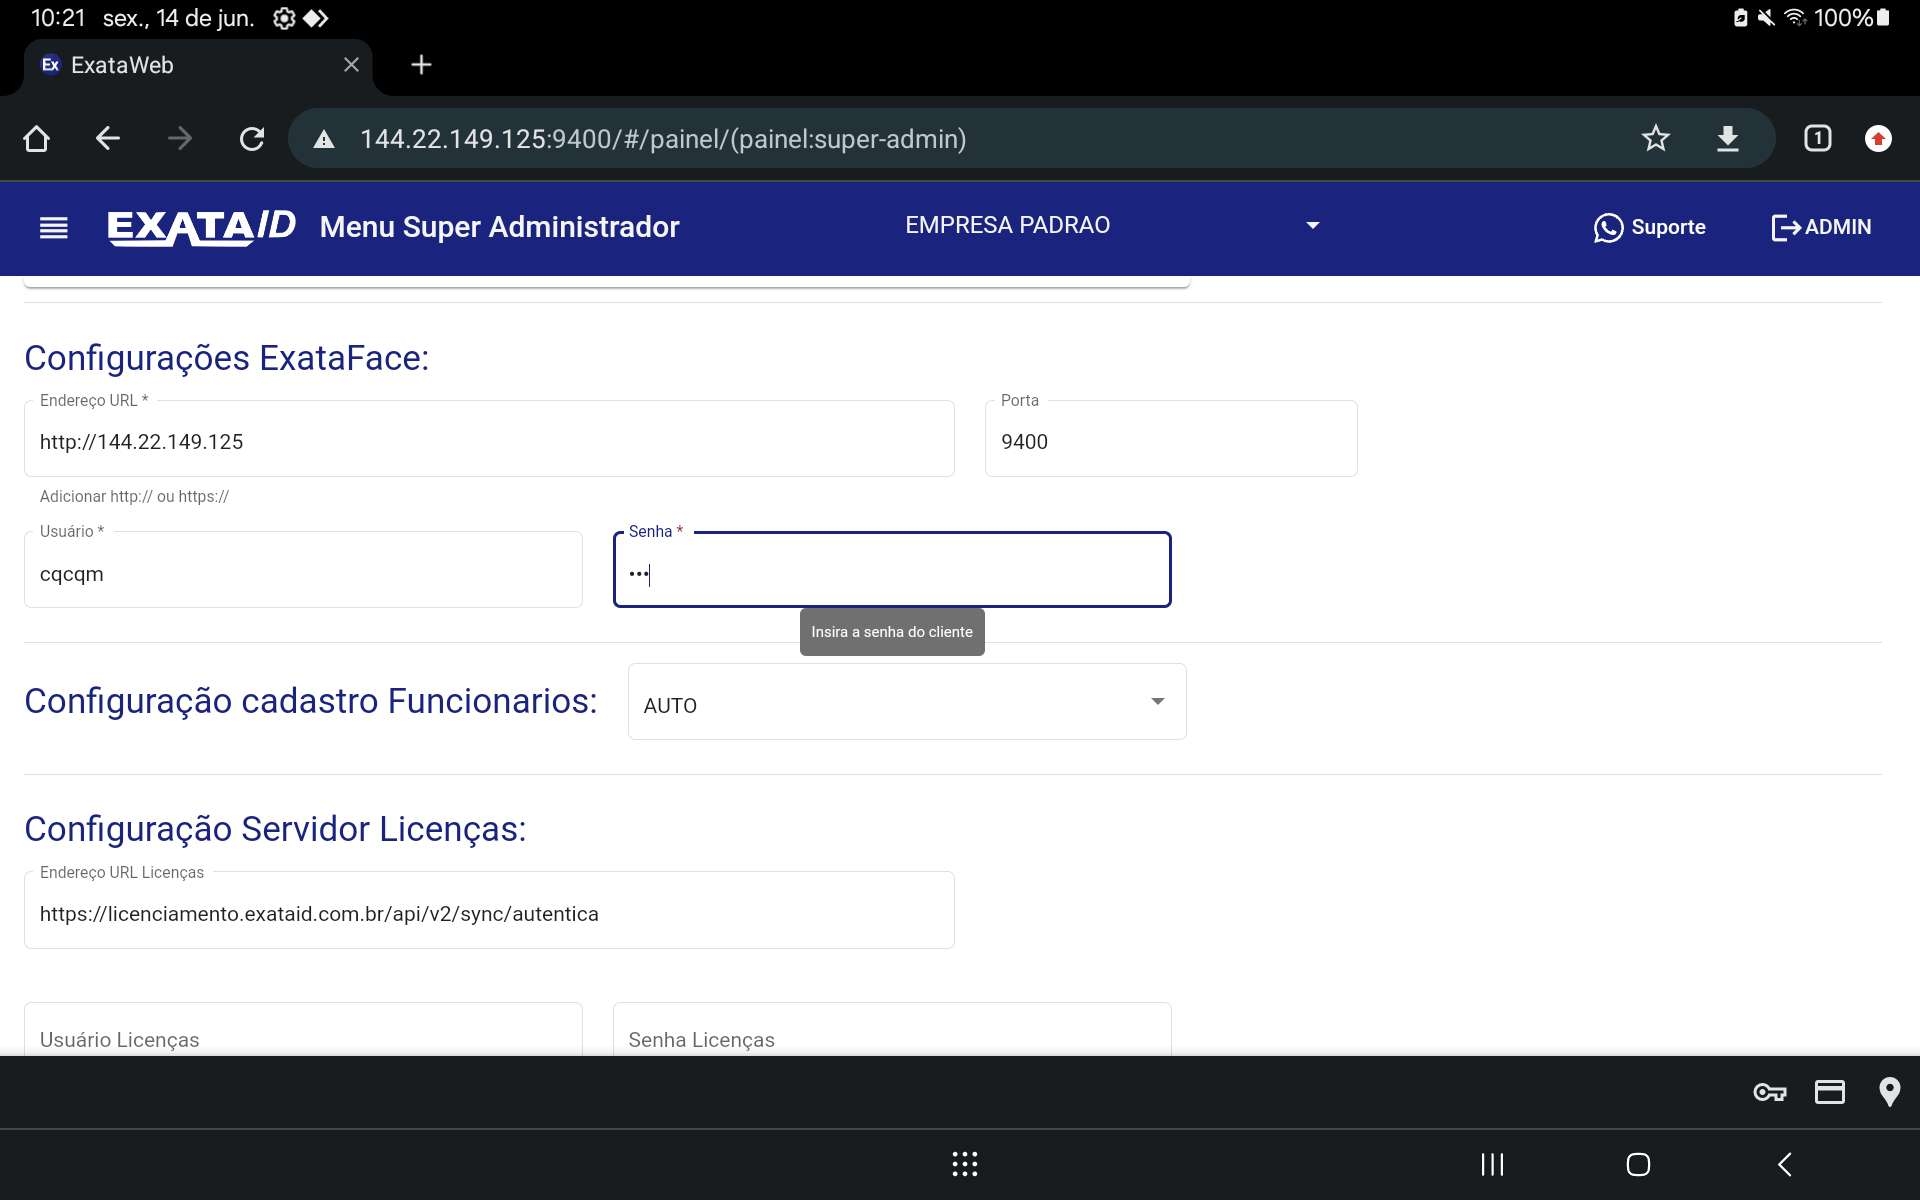 10:21 sex., 14 de jun. 100%
Ex ExataWeb
144.22.149.125:9400/#/painel/(painel:super-admin) 1
EXATAID Menu Super Administrador EMPRESA PADRAO Suporte ADMIN
Configurações ExataFace:
Endereço URL * Porta
http://144.22.149.125 9400
Adicionar http:// ou https://
Usuário * Senha *
cqcqm •••
Insira a senha do cliente
Configuração cadastro Funcionarios: AUTO
Configuração Servidor Licenças:
Endereço URL Licenças
https://licenciamento.exataid.com.br/api/v2/sync/autentica
Usuário Licenças Senha Licenças